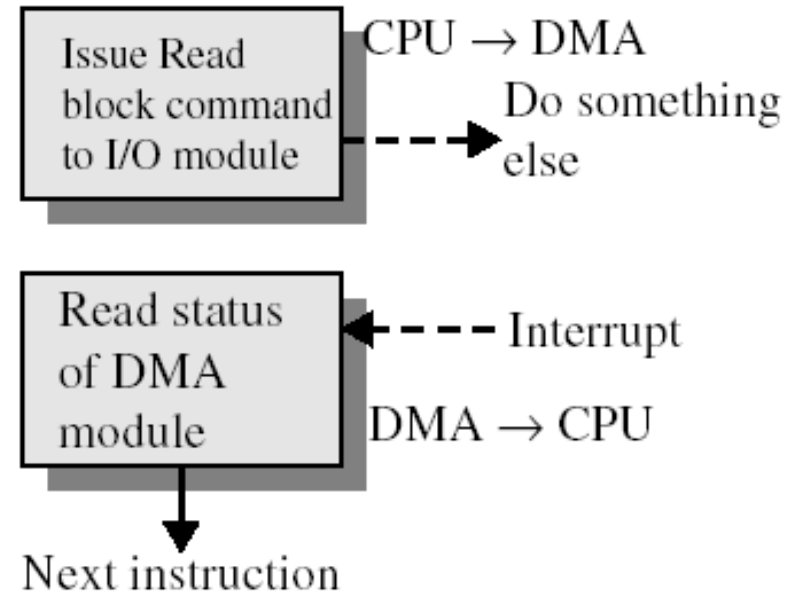 Issue Read
block command
to I/O module
CPU → DMA
Do something
else
Read status
of DMA
module
Interrupt
DMA → CPU
Next instruction